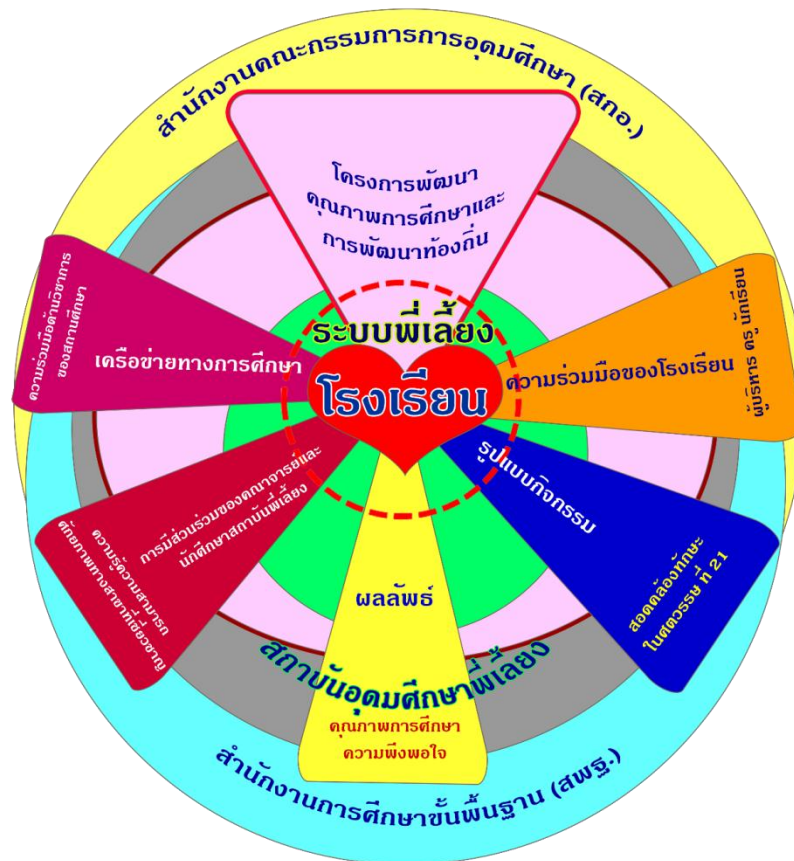 สำนักงานคณะกรรมการการอุดมศึกษา (สกอ.)
โครงการพัฒนา
คุณภาพการศึกษาและ
การพัฒนาท้องถิ่น
ระบบพี่เลี้ยง
โรงเรียน
ความร่วมมือด้านวิชาการ
ของสถานศึกษา
เครือข่ายทางการศึกษา
ความร่วมมือของโรงเรียน
ผู้บริหาร ครู นักเรียน
การมีส่วนร่วมของคณาจารย์และ
นักศึกษาสถาบันพี่เลี้ยง
ความรู้ความสามารถ
ศักยภาพทางสาขาที่เชี่ยวชาญ
รูปแบบกิจกรรม
สอดคล้องทักษะ
ในศตวรรษ ที่ 21
ผลลัพธ์
สถาบันอุดมศึกษาพี่เลี้ยง
คุณภาพการศึกษา
ความพึงพอใจ
สำนักงานการศึกษาขั้นพื้นฐาน (สพฐ.)